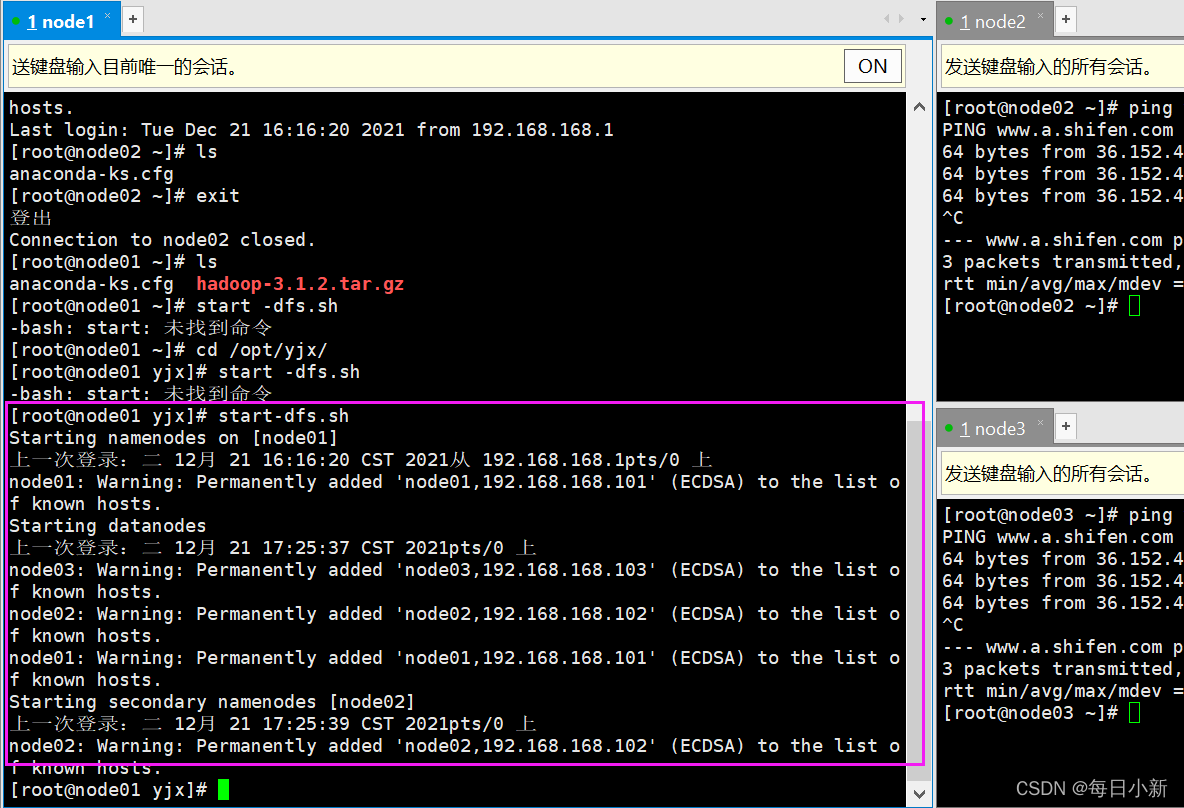 1 node1
送键盘输入目前唯一的会话。
ON
hosts.
Last login: Tue Dec 21 16:16:20 2021 from 192.168.168.1
[root@node02 ~]# ls
anaconda-ks.cfg
[root@node02 ~]# exit
登出
Connection to node02 closed.
[root@node01 ~]# ls
anaconda-ks.cfg  hadoop-3.1.2.tar.gz
[root@node01 ~]# start -dfs.sh
-bash: start: 未找到命令
[root@node01 ~]# cd /opt/yjx/
[root@node01 yjx]# start -dfs.sh
-bash: start: 未找到命令
[root@node01 yjx]# start-dfs.sh
Starting namenodes on [node01]
上一次登录：二 12月 21 16:16:20 CST 2021从 192.168.168.1pts/0 上
node01: Warning: Permanently added 'node01,192.168.168.101' (ECDSA) to the list o
f known hosts.
Starting datanodes
上一次登录：二 12月 21 17:25:37 CST 2021pts/0 上
node03: Warning: Permanently added 'node03,192.168.168.103' (ECDSA) to the list o
f known hosts.
node02: Warning: Permanently added 'node02,192.168.168.102' (ECDSA) to the list o
f known hosts.
node01: Warning: Permanently added 'node01,192.168.168.101' (ECDSA) to the list o
f known hosts.
Starting secondary namenodes [node02]
上一次登录：二 12月 21 17:25:39 CST 2021pts/0 上
node02: Warning: Permanently added 'node02,192.168.168.102' (ECDSA) to the list o
f known hosts.
[root@node01 yjx]#
1 node2
发送键盘输入的所有会话。
[root@node02 ~]# ping
PING www.a.shifen.com
64 bytes from 36.152.4
64 bytes from 36.152.4
64 bytes from 36.152.4
^C
--- www.a.shifen.com p
3 packets transmitted,
rtt min/avg/max/mdev =
[root@node02 ~]#
1 node3
发送键盘输入的所有会话。
[root@node03 ~]# ping
PING www.a.shifen.com
64 bytes from 36.152.4
64 bytes from 36.152.4
64 bytes from 36.152.4
^C
--- www.a.shifen.com p
3 packets transmitted,
rtt min/avg/max/mdev =
[root@node03 ~]#
CSDN @每日小新